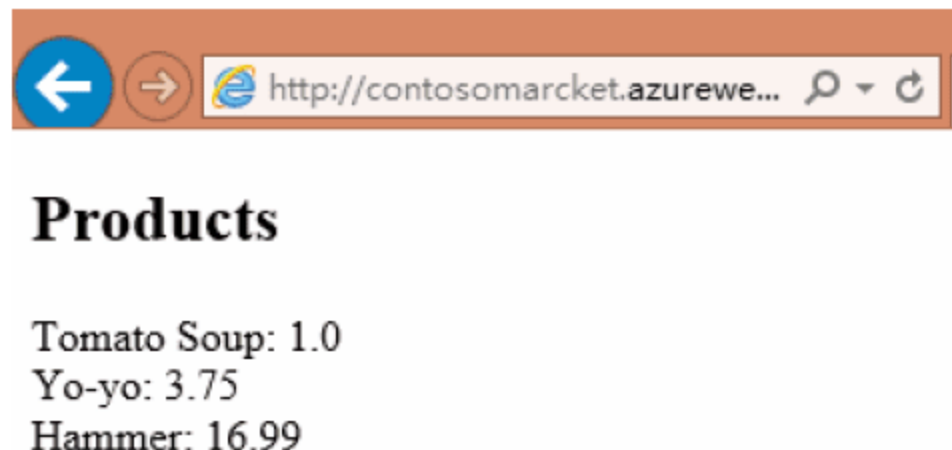 http://contosomarcket.azurewe...
Products
Tomato Soup: 1.0
Yo-yo: 3.75
Hammer: 16.99